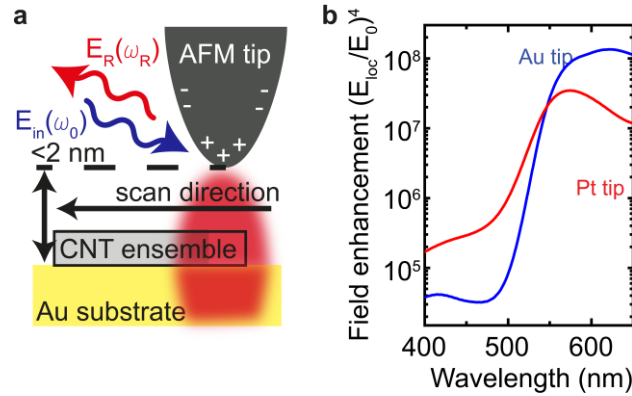 a
E_R(ω_R)
AFM tip
- - - -
E_in(ω_0)
+ + + +
<2 nm
scan direction
CNT ensemble
Au substrate
b
Field enhancement (E_loc/E_0)^4
10^8
10^7
10^6
10^5
Au tip
Pt tip
400
500
600
Wavelength (nm)